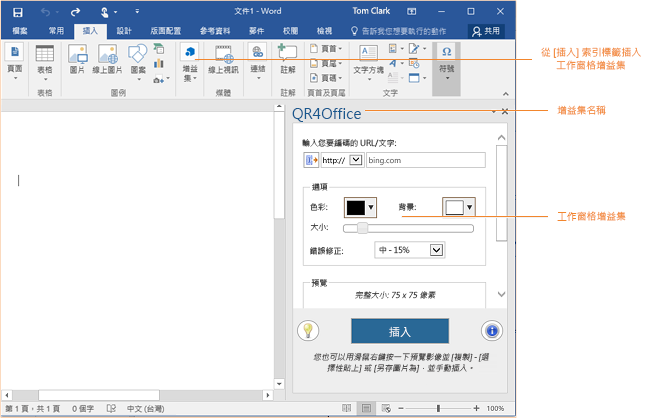 文件1 - Word
Tom Clark
檔案 常用 插入 設計 版面配置 參考資料 郵件 校閱 檢視 告訴我您想要執行的動作 共用
頁面 表格 圖片 線上圖片 圖案 增益集 線上視訊 連結 註解 頁首 頁尾 頁碼 文字方塊 符號
表格 圖例 媒體 註解 頁首及頁尾 文字
從 [插入] 索引標籤插入
工作窗格增益集
QR4Office
增益集名稱
輸入您要編碼的 URL/文字:
http:// bing.com
選項
色彩: 背景:
工作窗格增益集
大小:
錯誤修正: 中 - 15%
預覽
完整大小: 75 x 75 像素
插入
您也可以用滑鼠右鍵按一下預覽影像並 [複製] - [選
擇性貼上] 或 [另存圖片為]，並手動插入。
第 1 頁，共 1 頁 0 個字 中文 (台灣) 100%